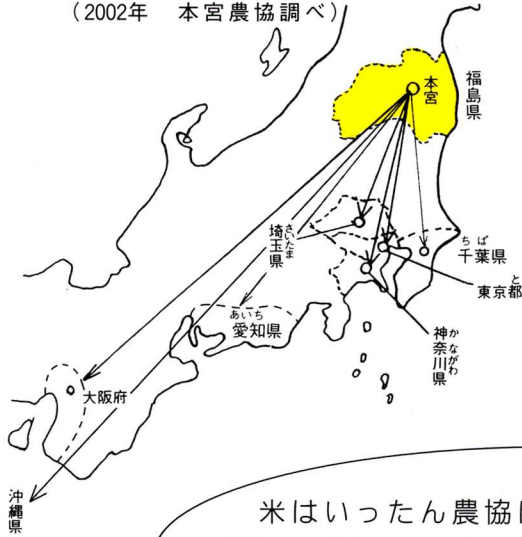 (2002年　本宮農協調べ)
本宮
福島県
さいたま
埼玉県
ちば
千葉県
と
東京都
かながわ
神奈川県
あいち
愛知県
大阪府
沖縄県
米はいったん農協